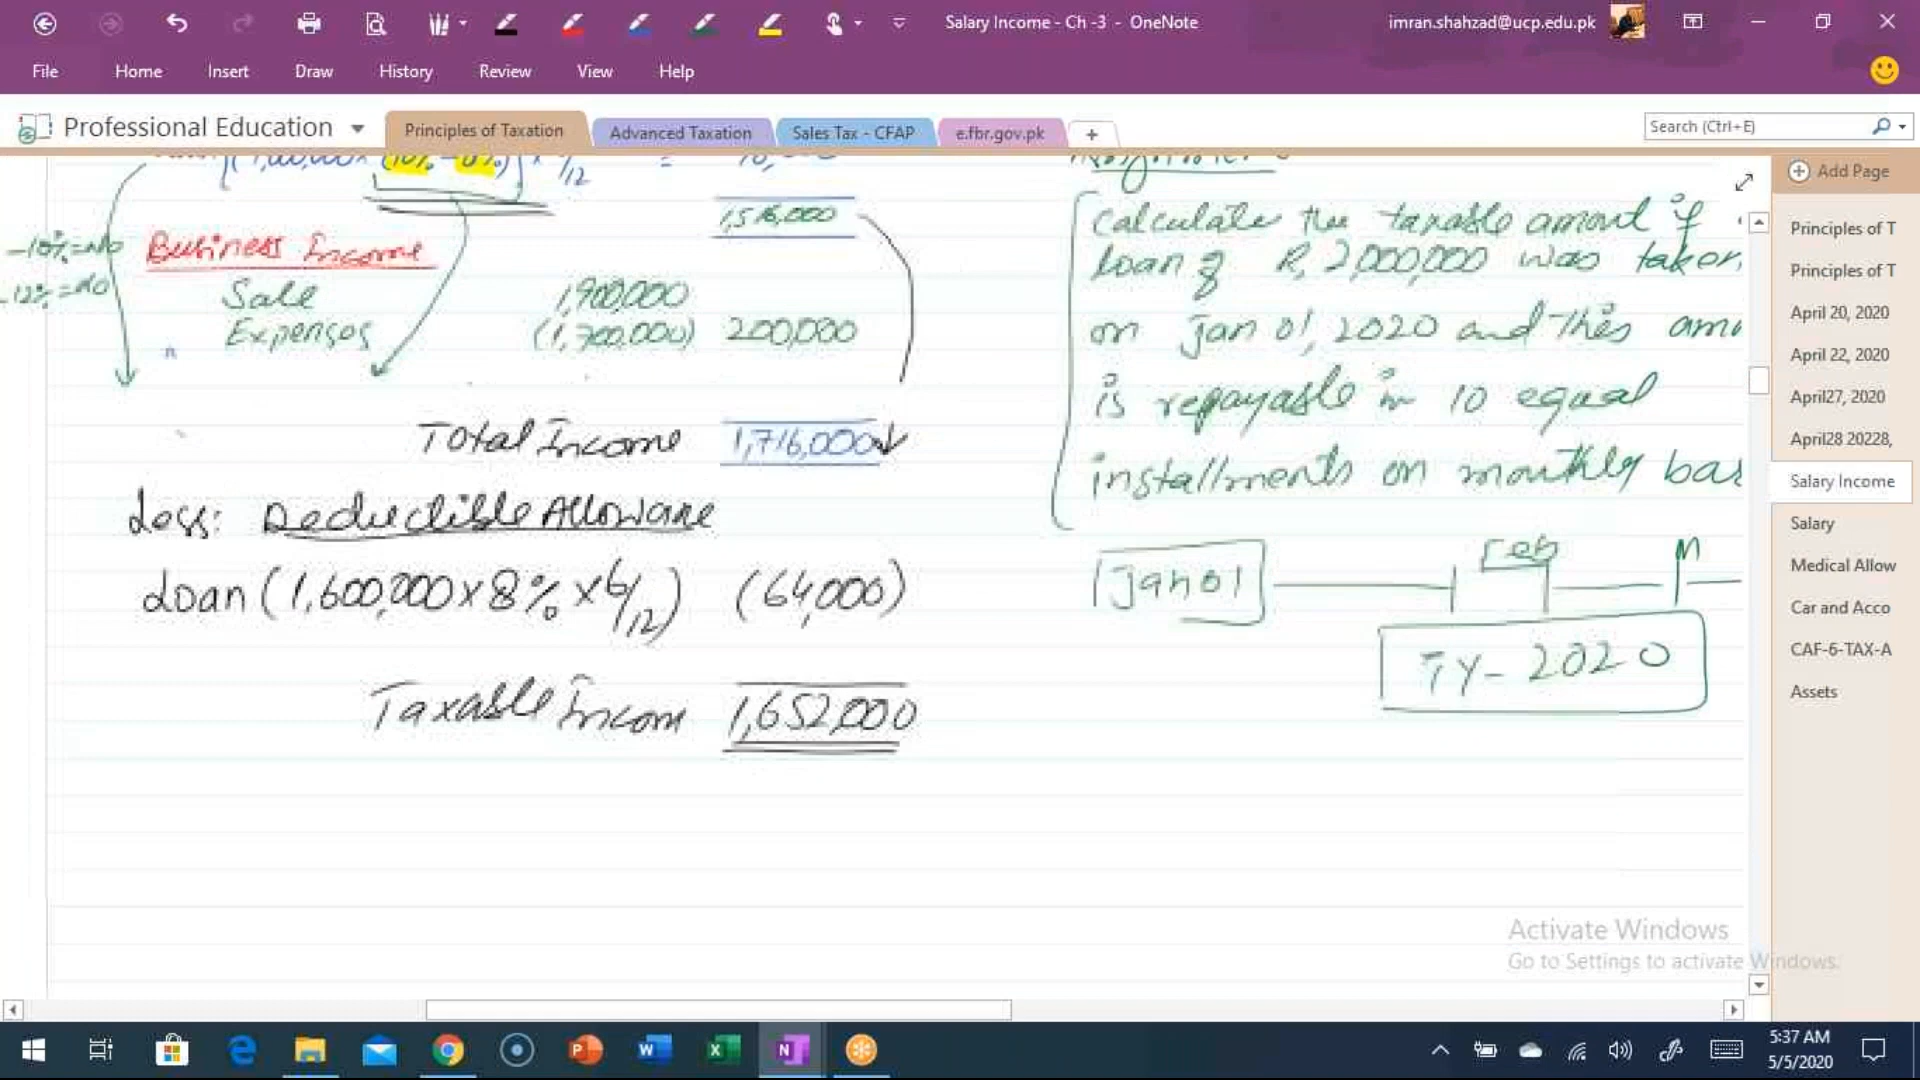 Salary Income - Ch -3 - OneNote
imran.shahzad@ucp.edu.pk
File Home Insert Draw History Review View Help
Professional Education
Principles of Taxation
Advanced Taxation
Sales Tax - CFAP
e.fbr.gov.pk
Search (Ctrl+E)
1,516,000
-10%=No
-12%=No
Business Income
Sale 1,900,000
Expenses (1,700,000) 200,000
Total Income 1,716,000
Less: Deductible Allowance
Loan (1,600,000 x 8% x 6/12) (64,000)
Taxable Incom 1,652,000
Calculate the taxable amount if
loan of R, 2,000,000 was taken
on Jan 01, 2020 and this amo
is repayable in 10 equal
installments on monthly bas
Jan 01
Feb
M
TY-2020
Add Page
Principles of T
Principles of T
April 20, 2020
April 22, 2020
April27, 2020
April28 20228,
Salary Income
Salary
Medical Allow
Car and Acco
CAF-6-TAX-A
Assets
Activate Windows
Go to Settings to activate Windows.
5:37 AM
5/5/2020